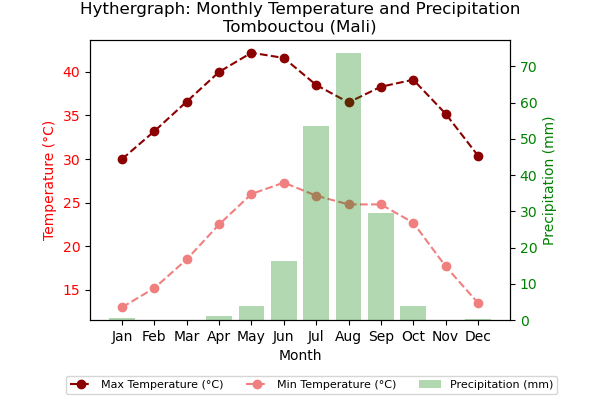 Hythergraph: Monthly Temperature and Precipitation
Tombouctou (Mali)
40
35
30
25
20
15
Temperature (°C)
70
60
50
40
30
20
10
0
Precipitation (mm)
Jan Feb Mar Apr May Jun Jul Aug Sep Oct Nov Dec
Month
Max Temperature (°C) Min Temperature (°C) Precipitation (mm)